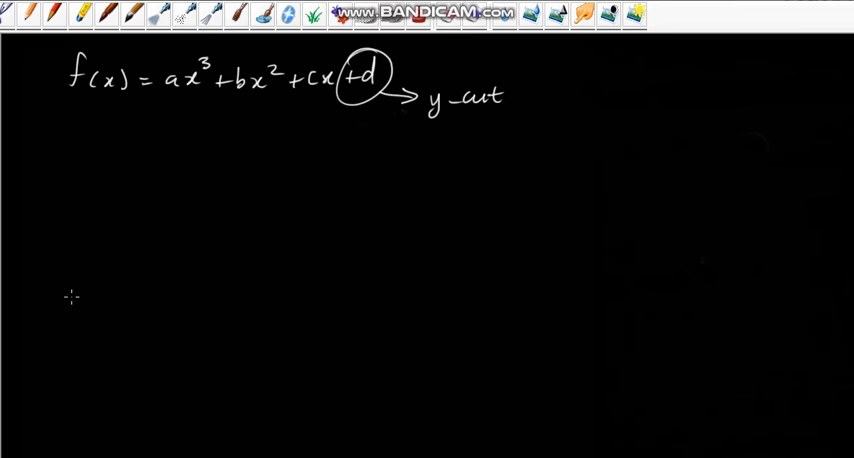 www.BANDICAM.com
f(x) = ax³ + bx² + cx + d
y-cut